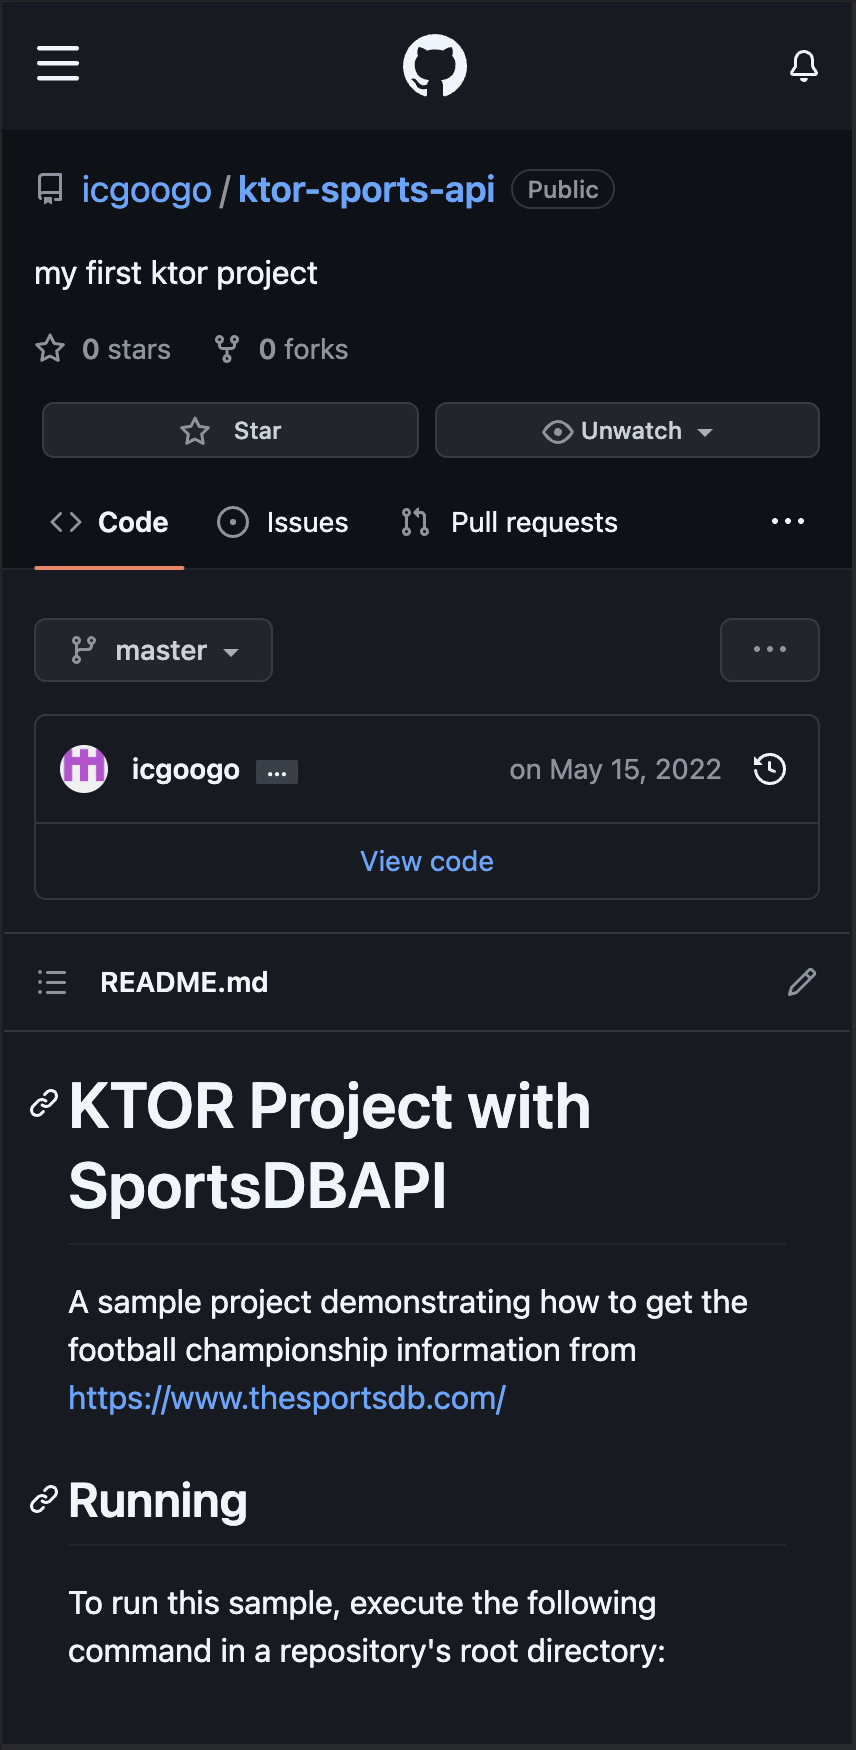 icgoogo / ktor-sports-api Public
my first ktor project
0 stars 0 forks
Star Unwatch
Code Issues Pull requests
master
icgoogo ... on May 15, 2022
View code
README.md
KTOR Project with
SportsDBAPI
A sample project demonstrating how to get the
football championship information from
https://www.thesportsdb.com/
Running
To run this sample, execute the following
command in a repository's root directory: